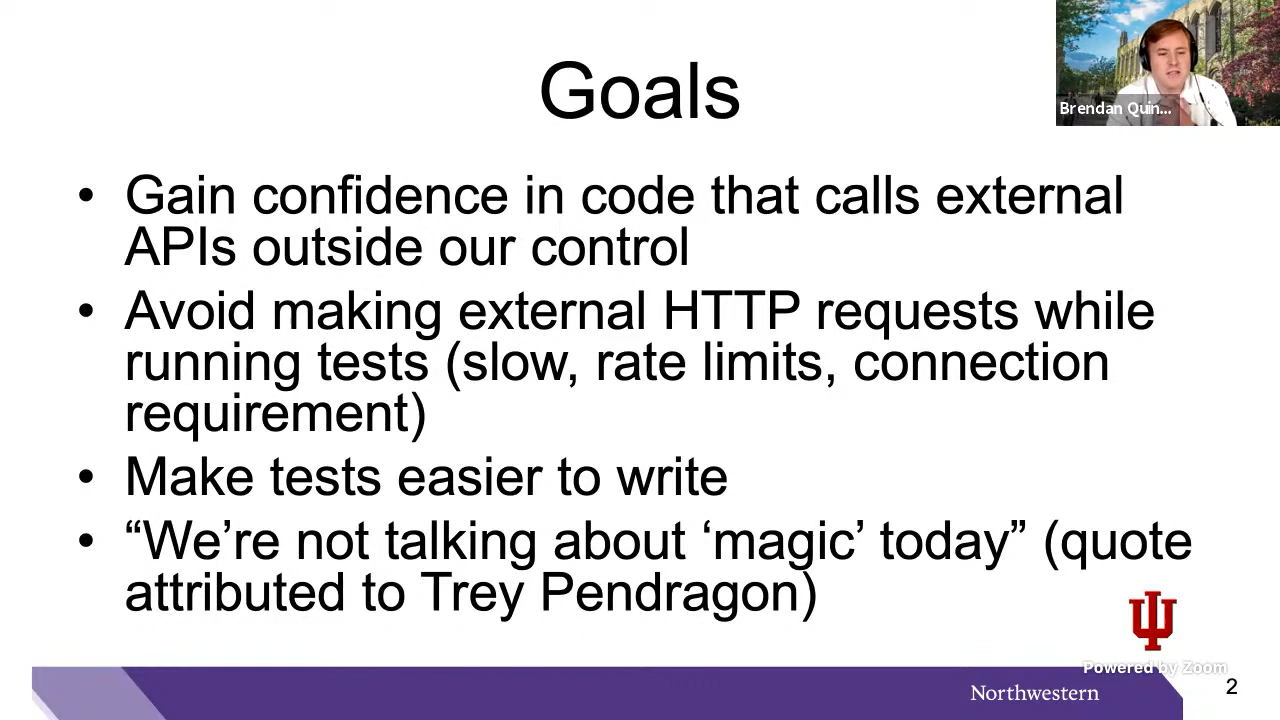 Goals
Brendan Quin...
• Gain confidence in code that calls external
APIs outside our control
• Avoid making external HTTP requests while
running tests (slow, rate limits, connection
requirement)
• Make tests easier to write
• “We’re not talking about ‘magic’ today” (quote
attributed to Trey Pendragon)
Powered by Zoom
Northwestern
2